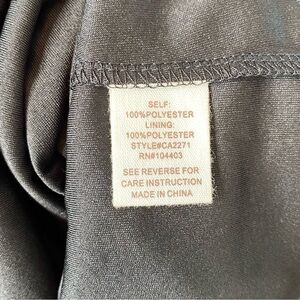 SELF:
100%POLYESTER
LINING:
100%POLYESTER
STYLE#CA2271
RN#104403
SEE REVERSE FOR
CARE INSTRUCTION
MADE IN CHINA